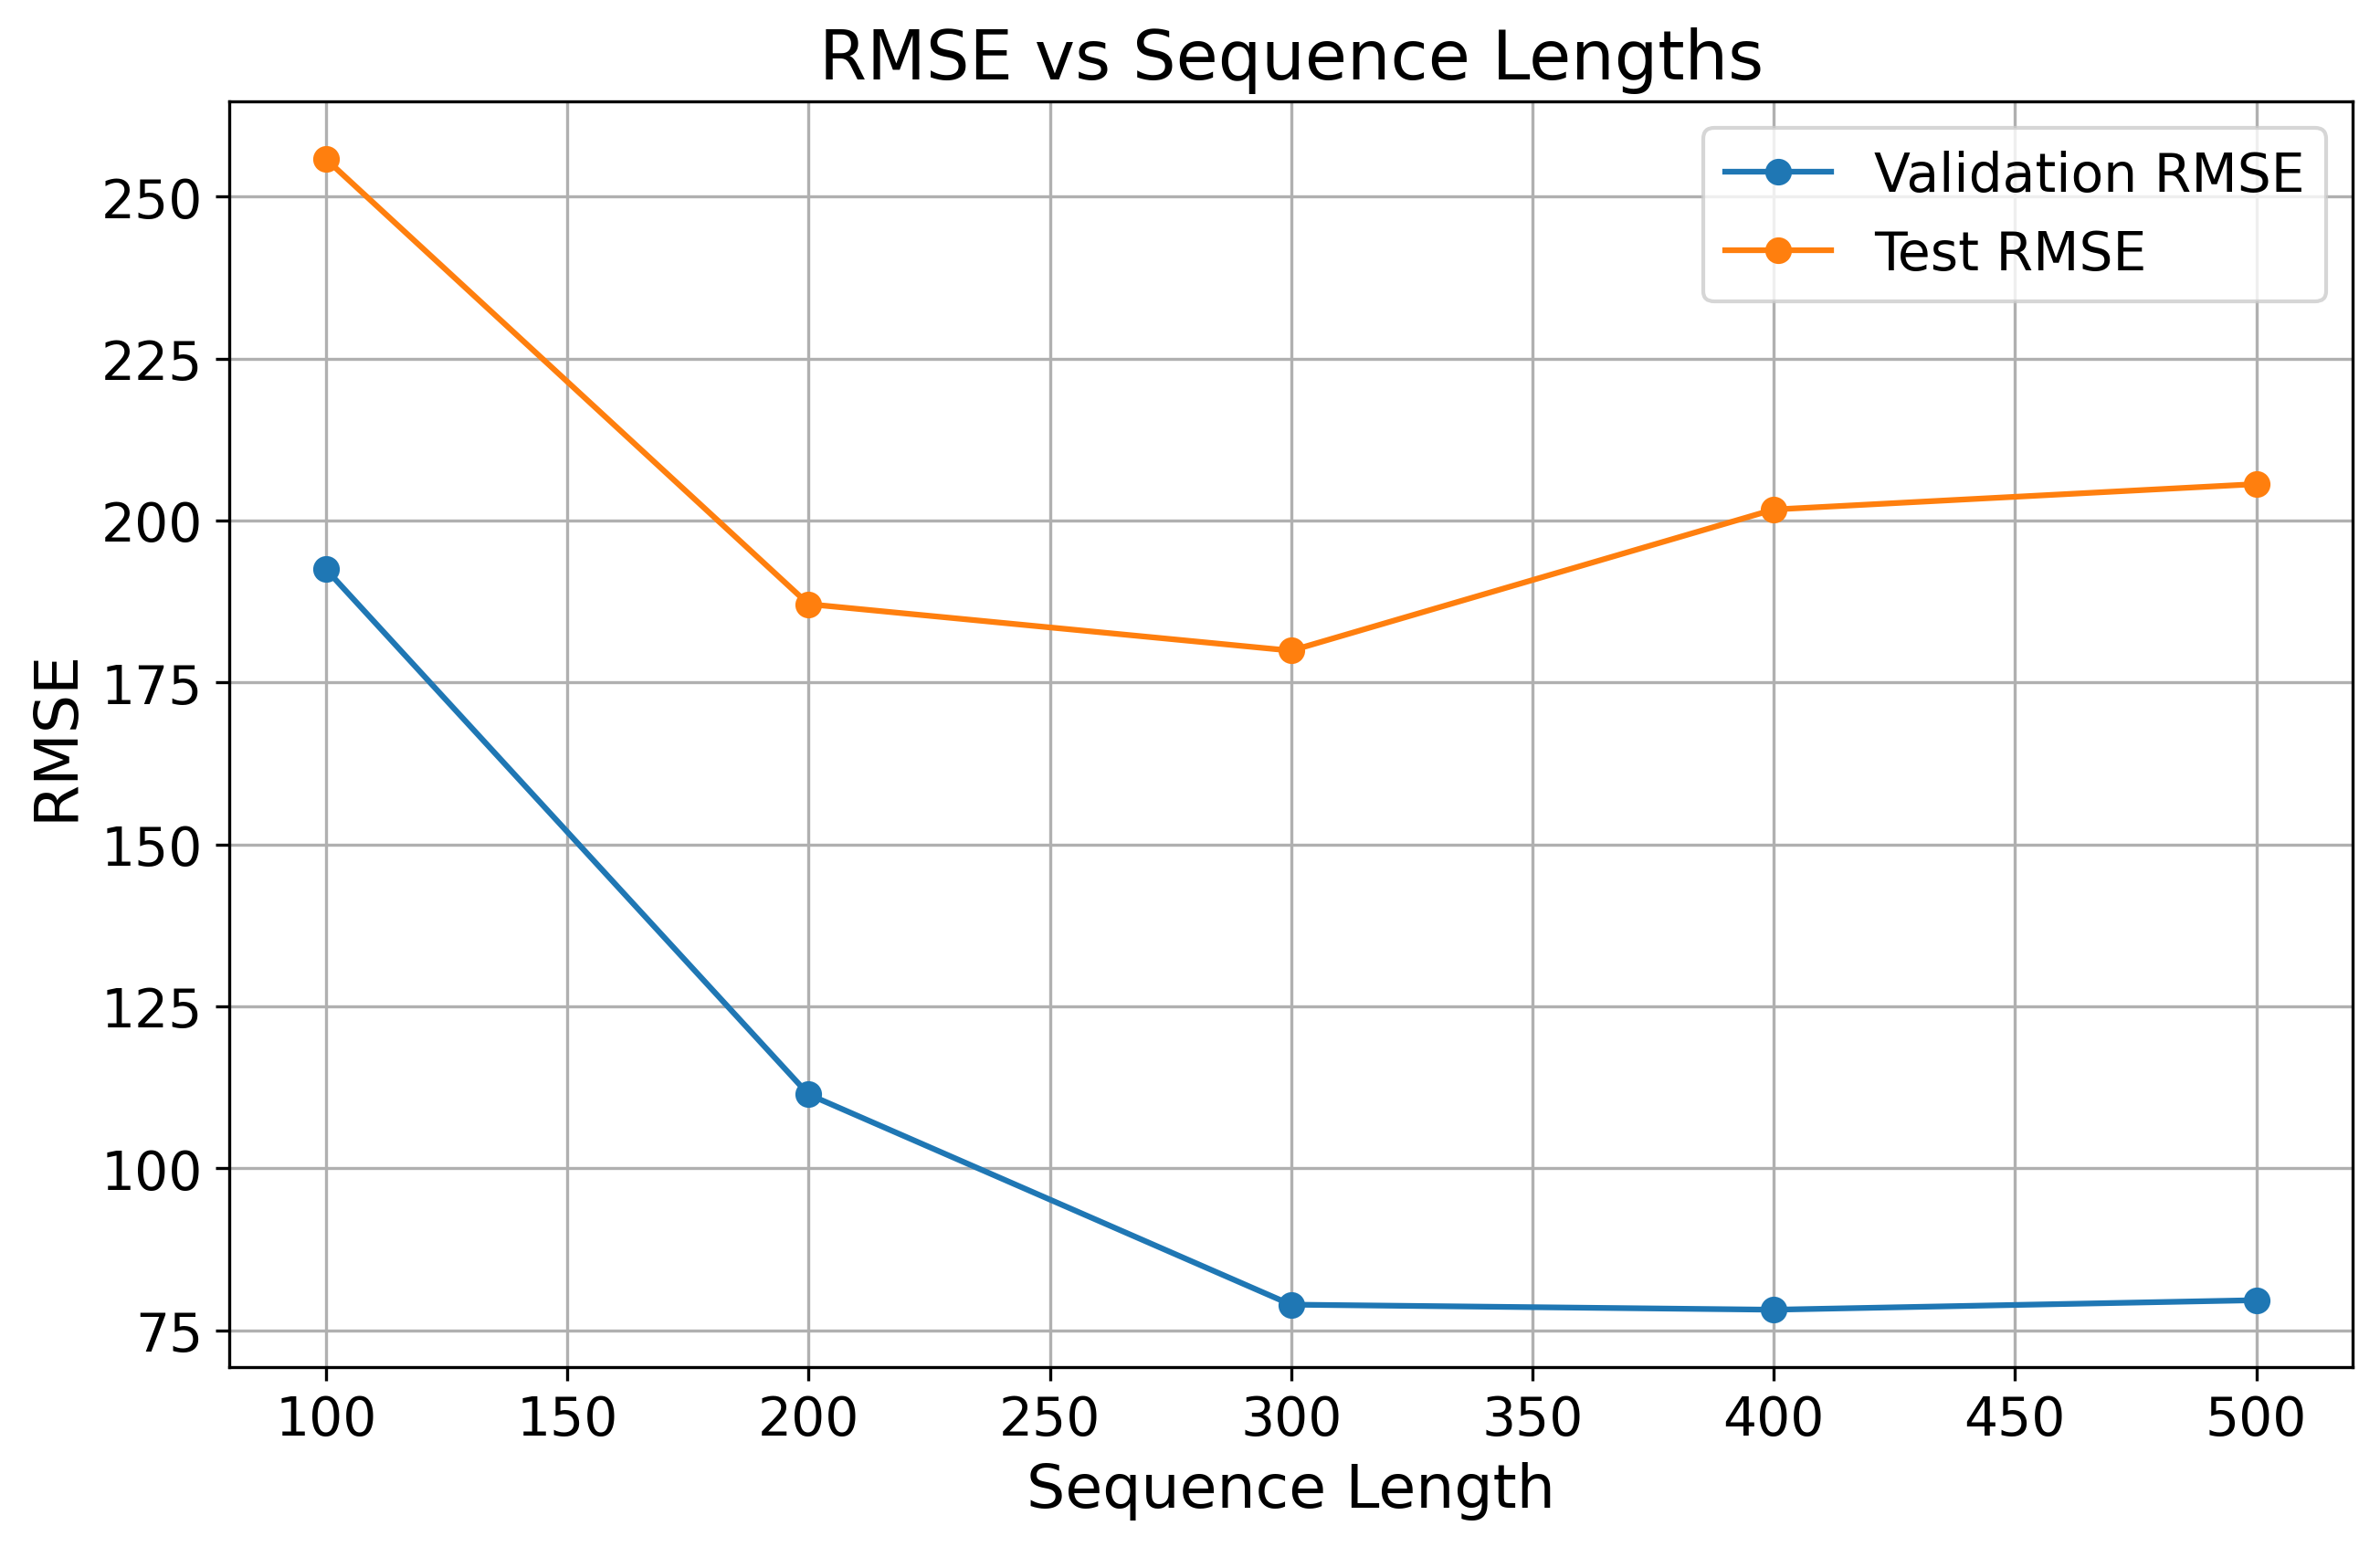 RMSE vs Sequence Lengths
Validation RMSE
Test RMSE
250
225
200
175
150
125
100
75
RMSE
100 150 200 250 300 350 400 450 500
Sequence Length